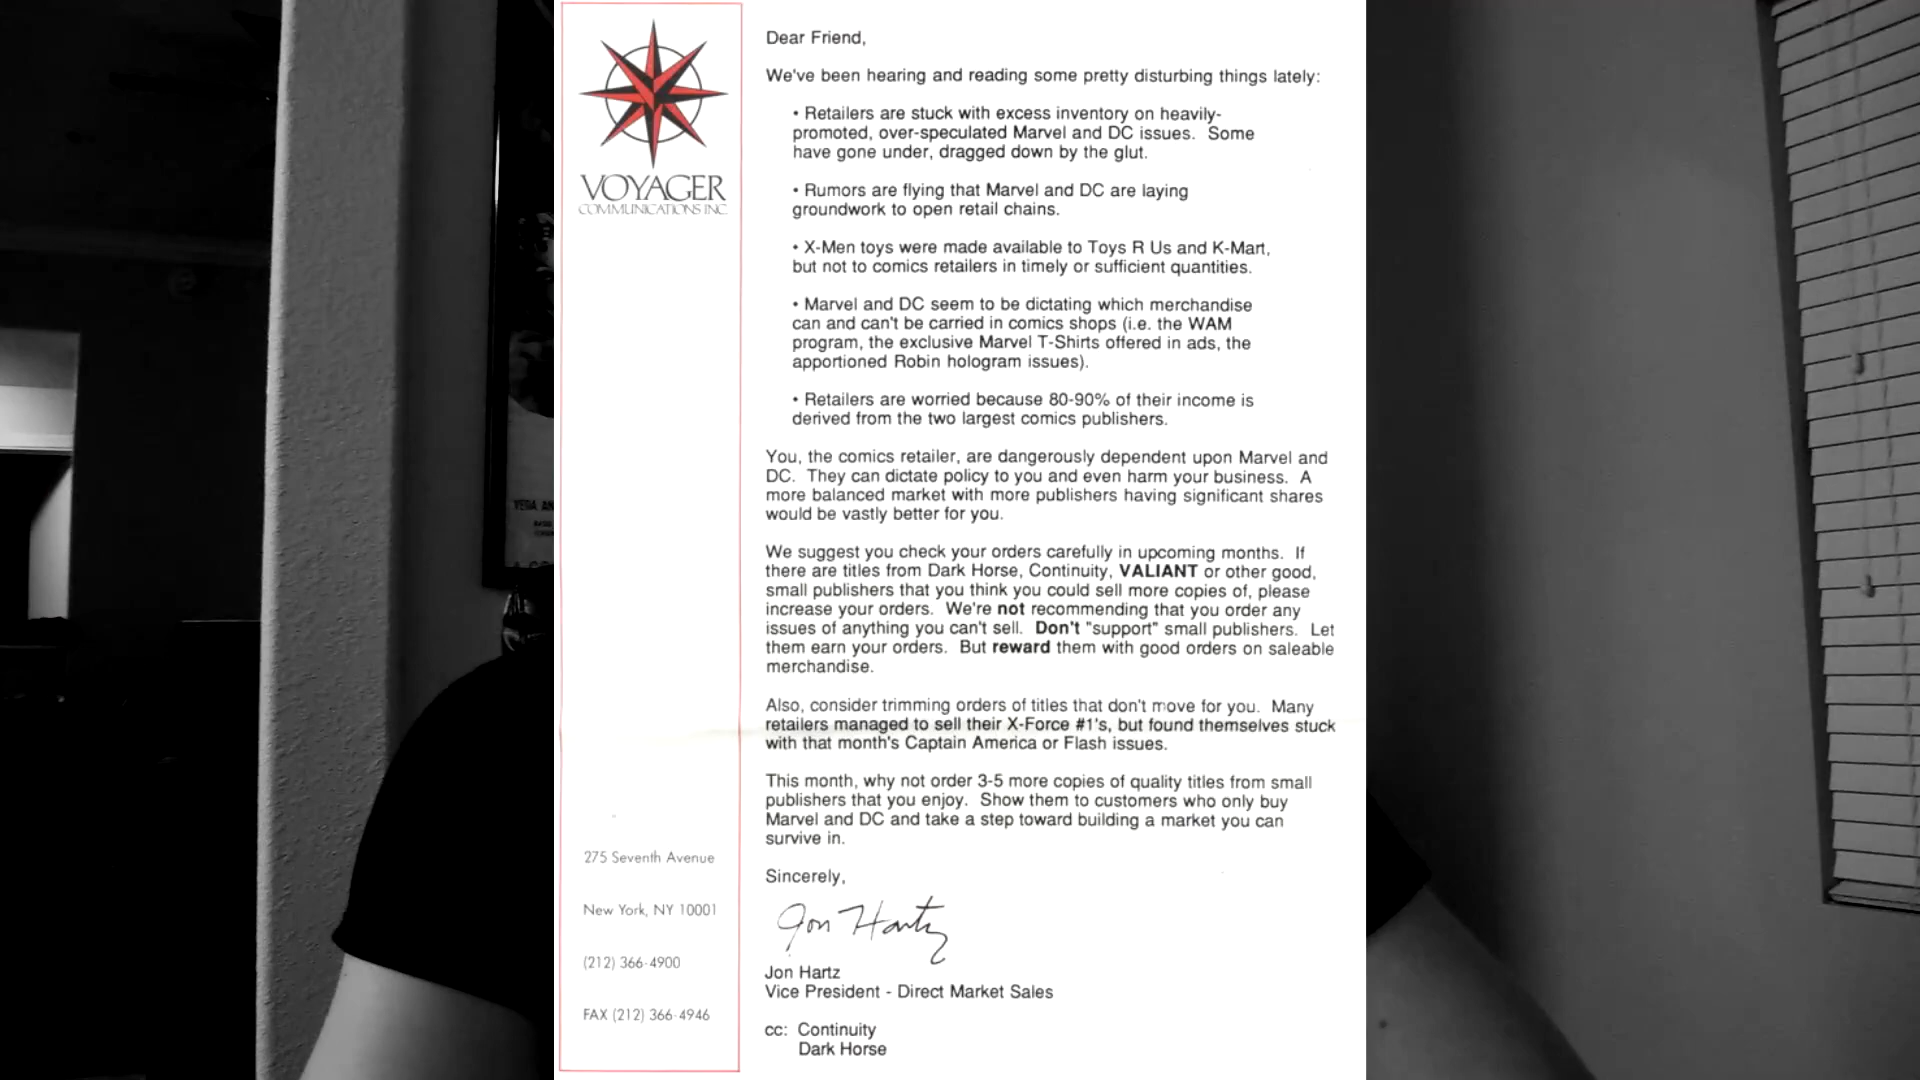 VOYAGER
COMMUNICATIONS INC.
Dear Friend,
We've been hearing and reading some pretty disturbing things lately:
• Retailers are stuck with excess inventory on heavily-
promoted, over-speculated Marvel and DC issues. Some
have gone under, dragged down by the glut.
• Rumors are flying that Marvel and DC are laying
groundwork to open retail chains.
• X-Men toys were made available to Toys R Us and K-Mart,
but not to comics retailers in timely or sufficient quantities.
• Marvel and DC seem to be dictating which merchandise
can and can't be carried in comics shops (i.e. the WAM
program, the exclusive Marvel T-Shirts offered in ads, the
apportioned Robin hologram issues).
• Retailers are worried because 80-90% of their income is
derived from the two largest comics publishers.
You, the comics retailer, are dangerously dependent upon Marvel and
DC. They can dictate policy to you and even harm your business. A
more balanced market with more publishers having significant shares
would be vastly better for you.
We suggest you check your orders carefully in upcoming months. If
there are titles from Dark Horse, Continuity, VALIANT or other good,
small publishers that you think you could sell more copies of, please
increase your orders. We're not recommending that you order any
issues of anything you can't sell. Don't "support" small publishers. Let
them earn your orders. But reward them with good orders on saleable
merchandise.
Also, consider trimming orders of titles that don't move for you. Many
retailers managed to sell their X-Force #1's, but found themselves stuck
with that month's Captain America or Flash issues.
This month, why not order 3-5 more copies of quality titles from small
publishers that you enjoy. Show them to customers who only buy
Marvel and DC and take a step toward building a market you can
survive in.
Sincerely,
Jon Hartz
Jon Hartz
Vice President - Direct Market Sales
cc: Continuity
Dark Horse
275 Seventh Avenue
New York, NY 10001
(212) 366-4900
FAX (212) 366-4946